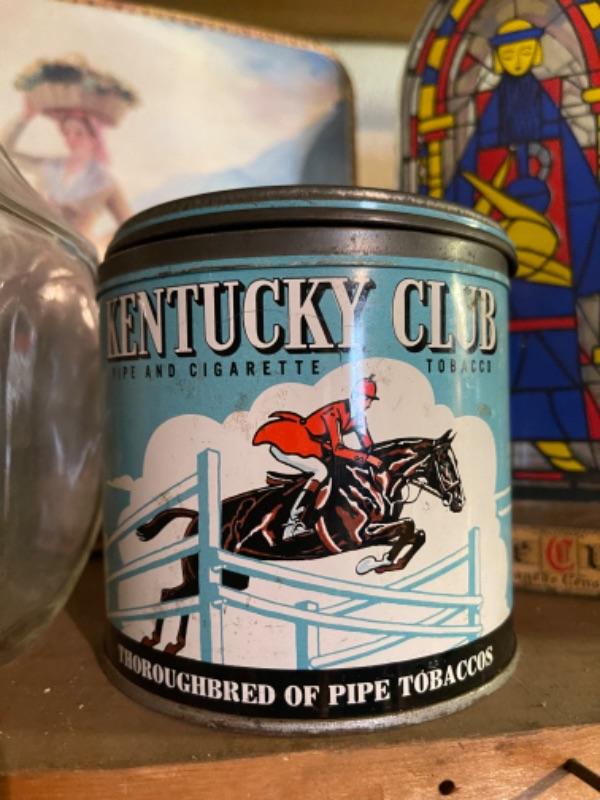 KENTUCKY CLUB
PIPE AND CIGARETTE TOBACCO
THOROUGHBRED OF PIPE TOBACCOS